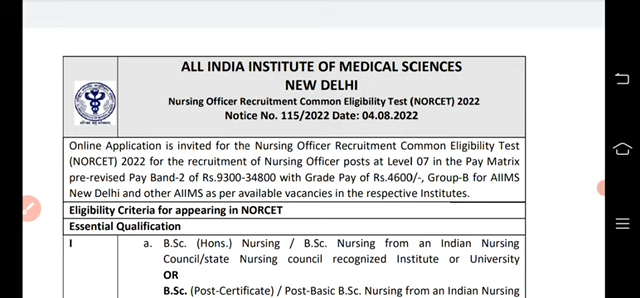 ALL INDIA INSTITUTE OF MEDICAL SCIENCES
NEW DELHI
Nursing Officer Recruitment Common Eligibility Test (NORCET) 2022
Notice No. 115/2022 Date: 04.08.2022
Online Application is invited for the Nursing Officer Recruitment Common Eligibility Test
(NORCET) 2022 for the recruitment of Nursing Officer posts at Level 07 in the Pay Matrix
pre-revised Pay Band-2 of Rs.9300-34800 with Grade Pay of Rs.4600/-, Group-B for AIIMS
New Delhi and other AIIMS as per available vacancies in the respective Institutes.
Eligibility Criteria for appearing in NORCET
Essential Qualification
I a. B.Sc. (Hons.) Nursing / B.Sc. Nursing from an Indian Nursing
Council/state Nursing council recognized Institute or University
OR
B.Sc. (Post-Certificate) / Post-Basic B.Sc. Nursing from an Indian Nursing